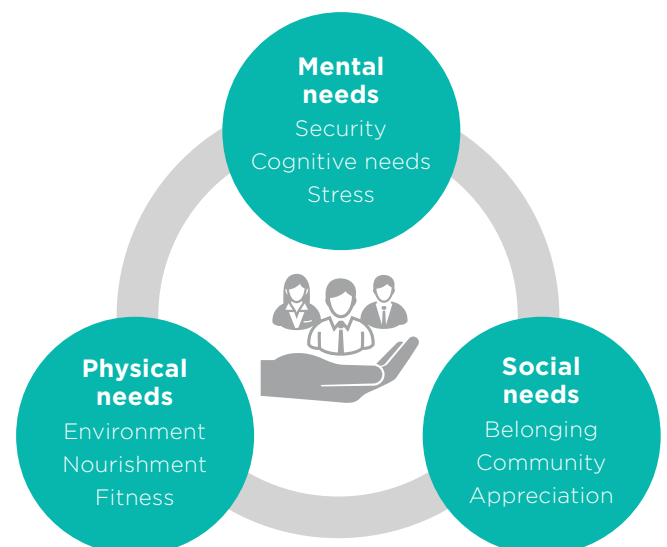 Mental
needs
Security
Cognitive needs
Stress
Physical
needs
Environment
Nourishment
Fitness
Social
needs
Belonging
Community
Appreciation